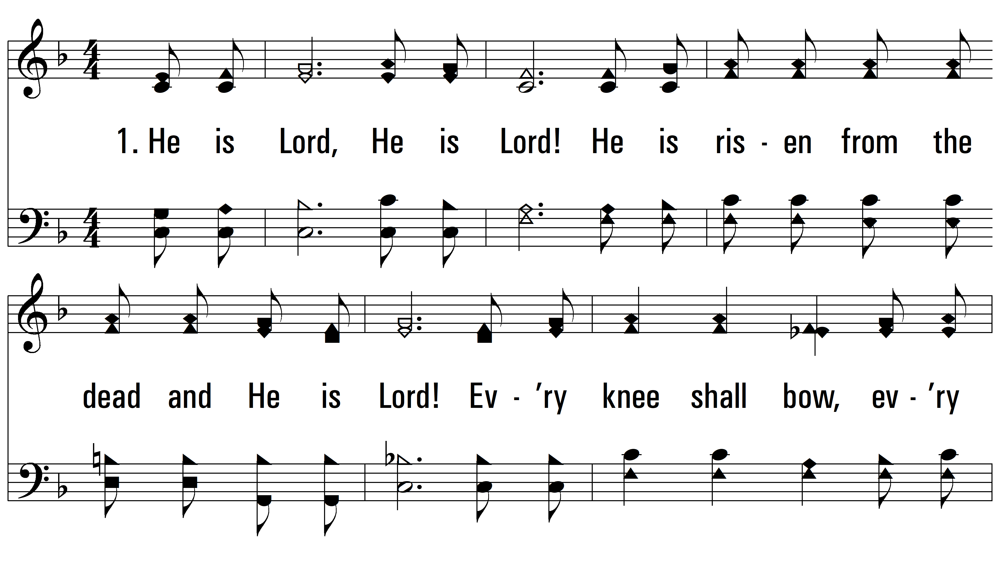 1. He is Lord, He is Lord! He is ris - en from the
dead and He is Lord! Ev - ’ry knee shall bow, ev - ’ry